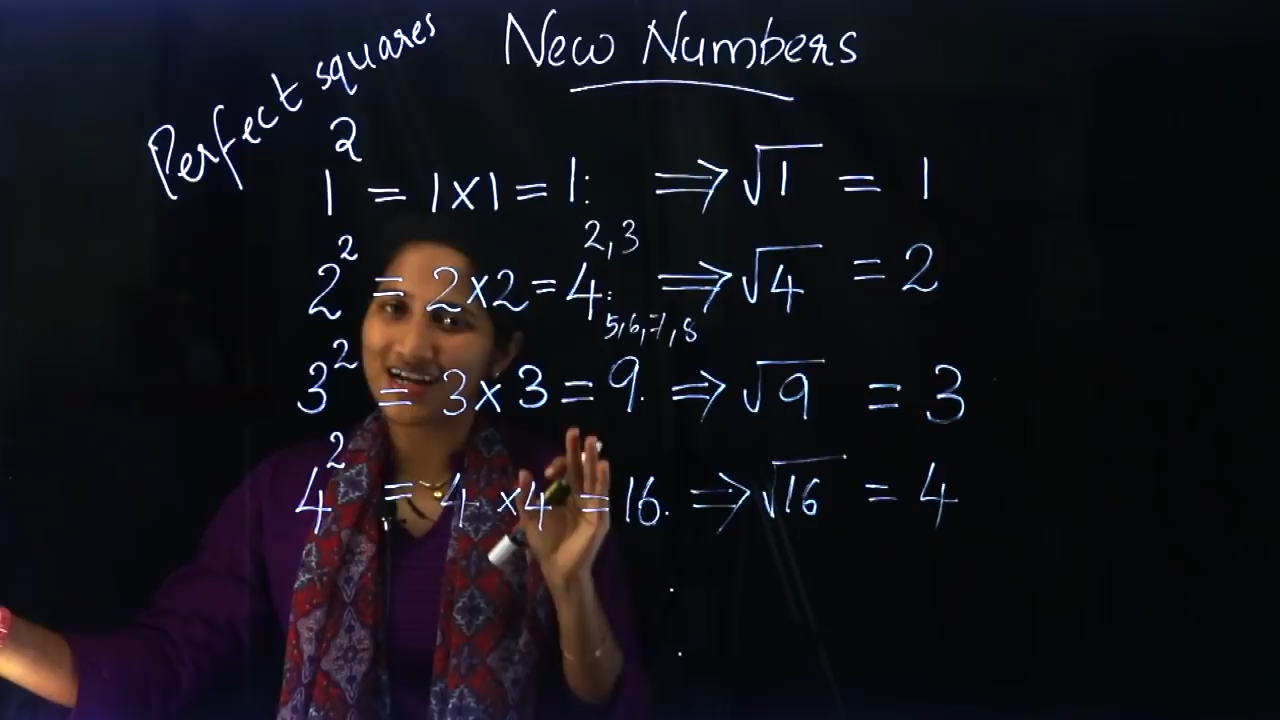 New Numbers
Perfect squares
1² = 1×1 = 1. ⇒ √1 = 1
2, 3
2² = 2×2 = 4. ⇒ √4 = 2
5, 6, 7, 8
3² = 3×3 = 9. ⇒ √9 = 3
4² = 4×4 = 16. ⇒ √16 = 4